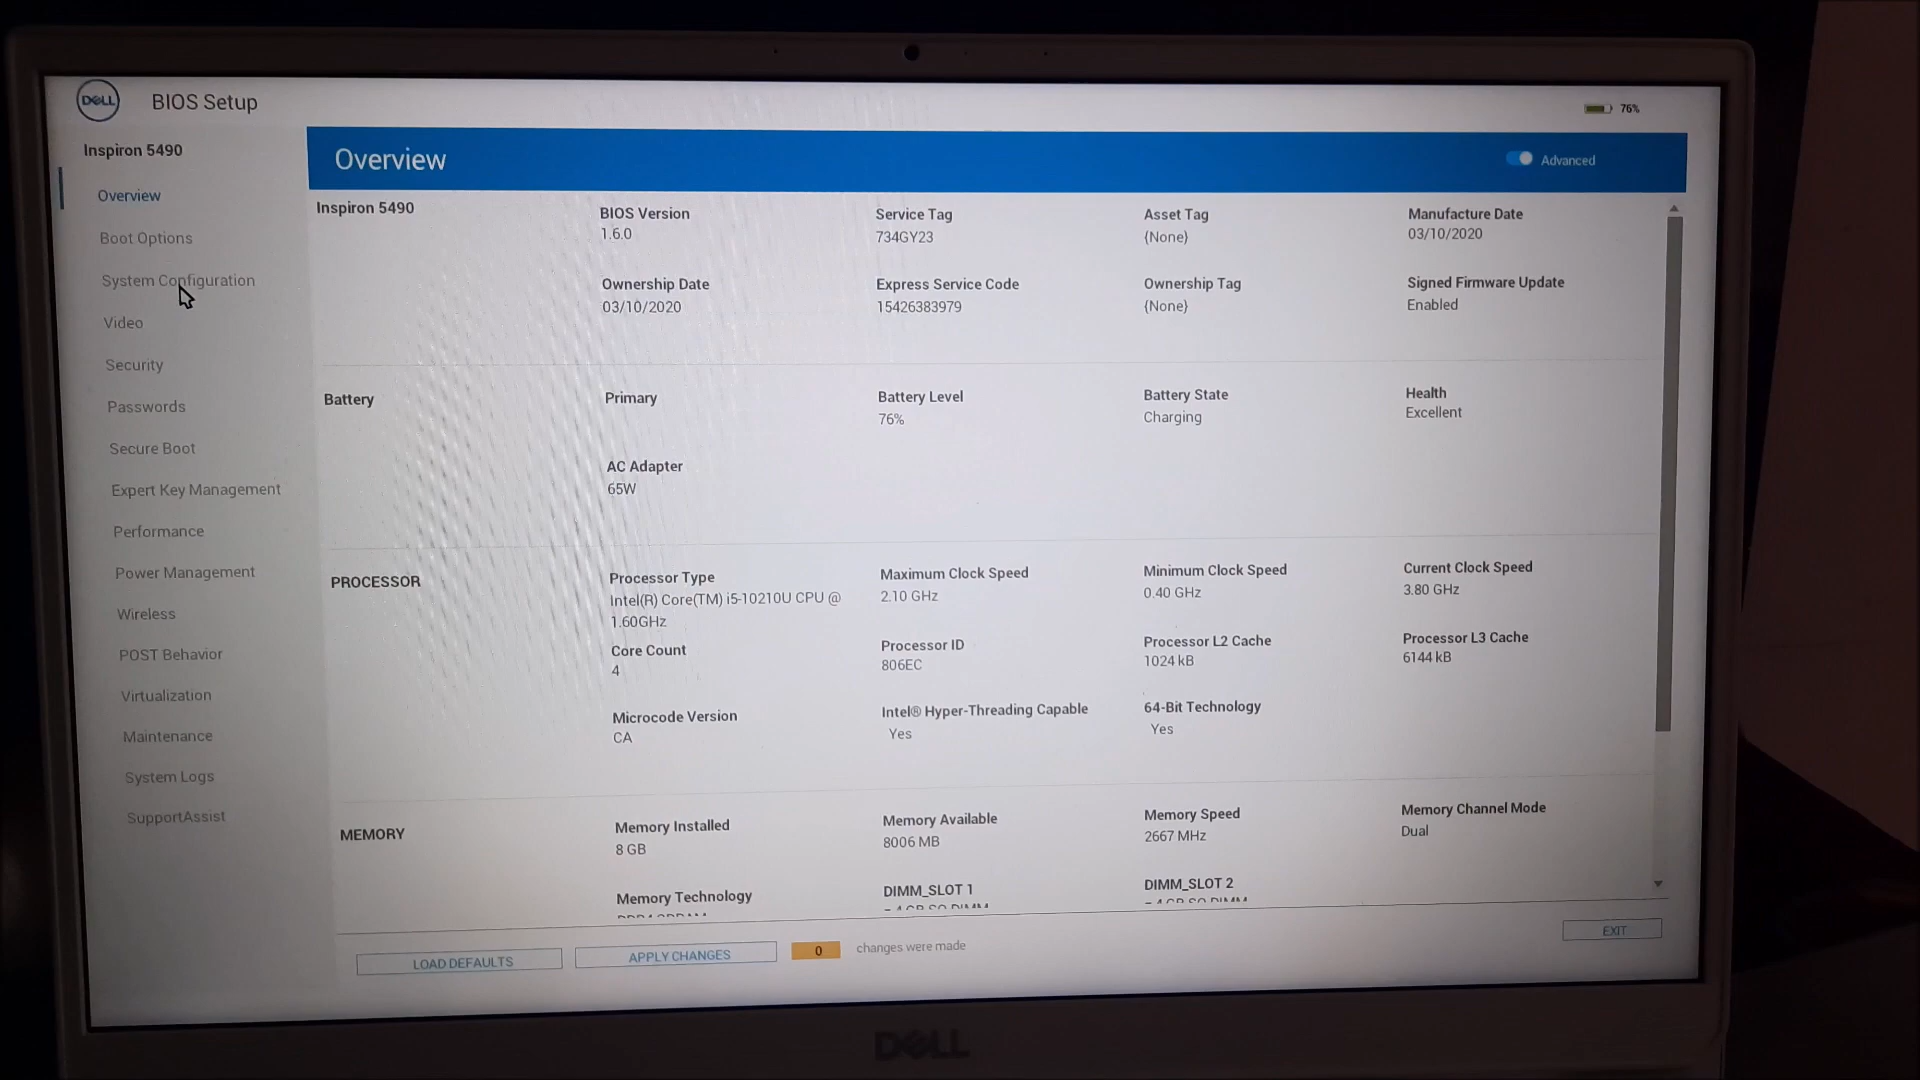 DELL
BIOS Setup
76%
Inspiron 5490
Overview
Boot Options
System Configuration
Video
Security
Passwords
Secure Boot
Expert Key Management
Performance
Power Management
Wireless
POST Behavior
Virtualization
Maintenance
System Logs
SupportAssist
Overview
Advanced
Inspiron 5490
BIOS Version
1.6.0
Service Tag
734GY23
Asset Tag
(None)
Manufacture Date
03/10/2020
Ownership Date
03/10/2020
Express Service Code
15426383979
Ownership Tag
(None)
Signed Firmware Update
Enabled
Battery
Primary
Battery Level
76%
Battery State
Charging
Health
Excellent
AC Adapter
65W
PROCESSOR
Processor Type
Intel(R) Core(TM) i5-10210U CPU @
1.60GHz
Maximum Clock Speed
2.10 GHz
Minimum Clock Speed
0.40 GHz
Current Clock Speed
3.80 GHz
Core Count
4
Processor ID
806EC
Processor L2 Cache
1024 kB
Processor L3 Cache
6144 kB
Microcode Version
CA
Intel® Hyper-Threading Capable
Yes
64-Bit Technology
Yes
MEMORY
Memory Installed
8 GB
Memory Available
8006 MB
Memory Speed
2667 MHz
Memory Channel Mode
Dual
Memory Technology
DIMM_SLOT 1
DIMM_SLOT 2
LOAD DEFAULTS
APPLY CHANGES
0
changes were made
EXIT
DELL